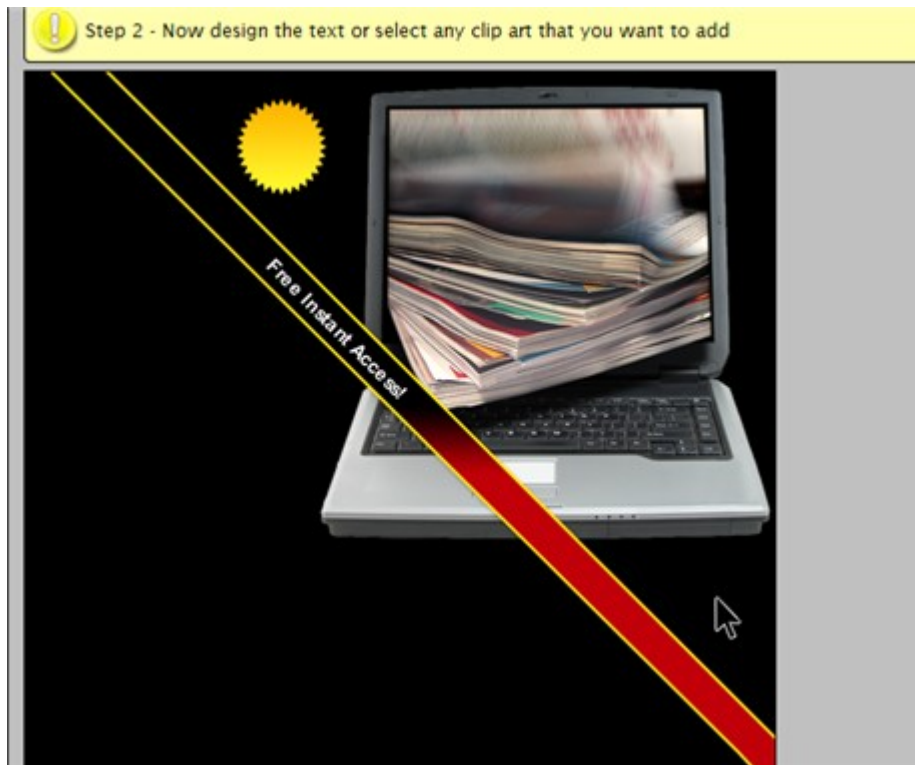 Step 2 - Now design the text or select any clip art that you want to add
Free Instant Access!